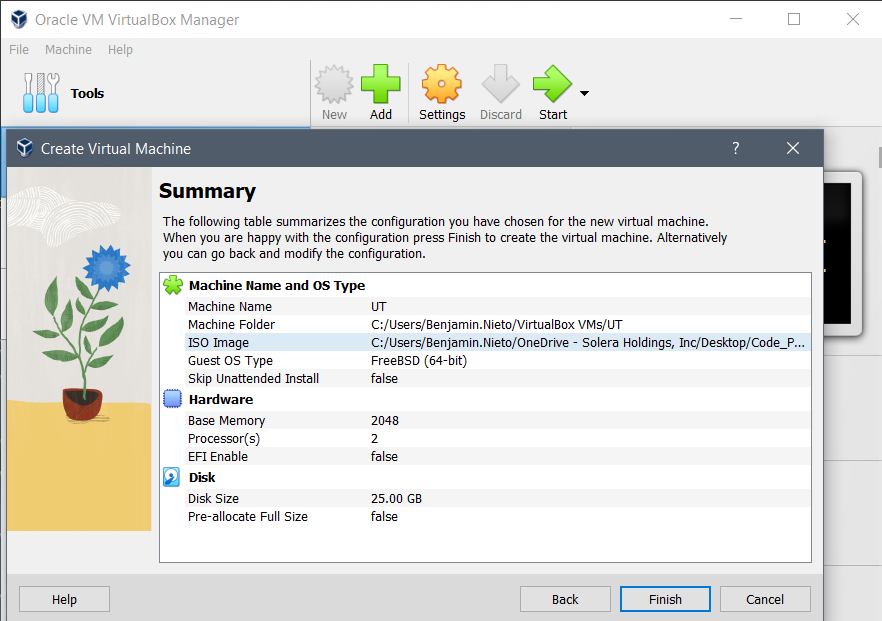 Oracle VM VirtualBox Manager
File Machine Help
Tools
New Add Settings Discard Start
Create Virtual Machine ?
Summary
The following table summarizes the configuration you have chosen for the new virtual machine.
When you are happy with the configuration press Finish to create the virtual machine. Alternatively
you can go back and modify the configuration.
Machine Name and OS Type
Machine Name UT
Machine Folder C:/Users/Benjamin.Nieto/VirtualBox VMs/UT
ISO Image C:/Users/Benjamin.Nieto/OneDrive - Solera Holdings, Inc/Desktop/Code_P...
Guest OS Type FreeBSD (64-bit)
Skip Unattended Install false
Hardware
Base Memory 2048
Processor(s) 2
EFI Enable false
Disk
Disk Size 25.00 GB
Pre-allocate Full Size false
Help Back Finish Cancel